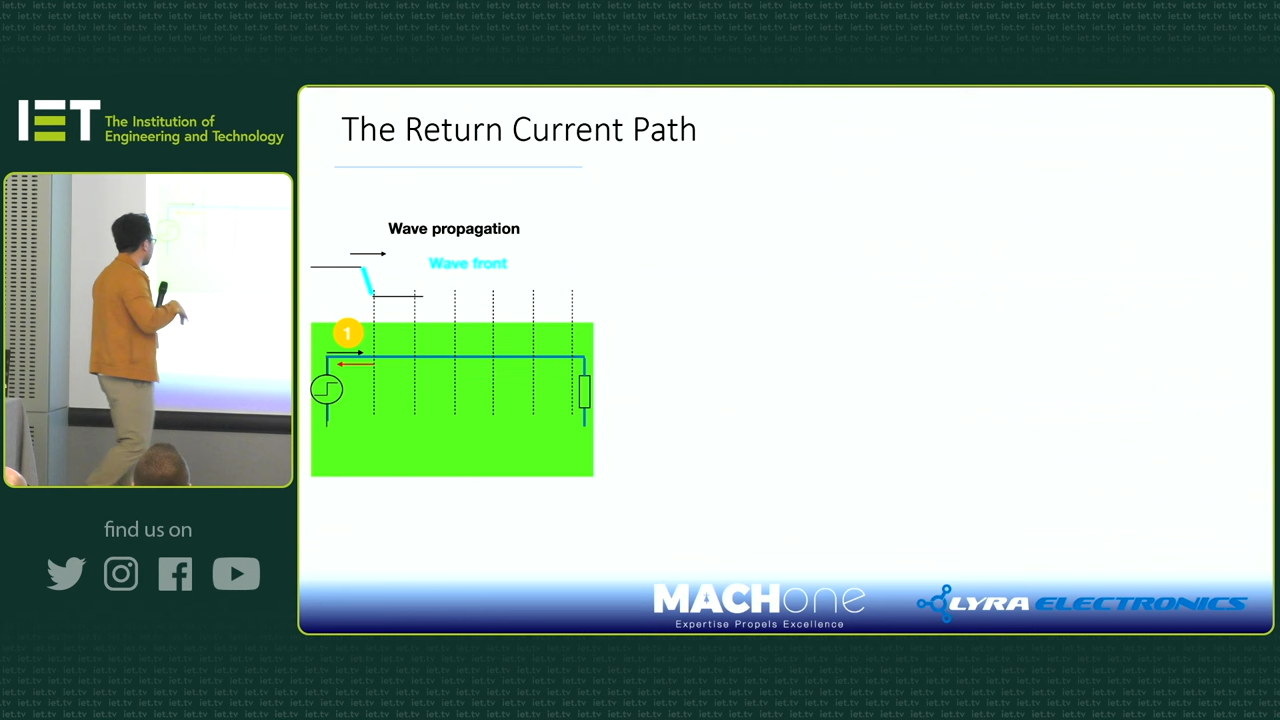 IET The Institution of
Engineering and Technology
The Return Current Path
Wave propagation
Wave front
1
find us on
MACHone
Expertise Propels Excellence
LYRA ELECTRONICS